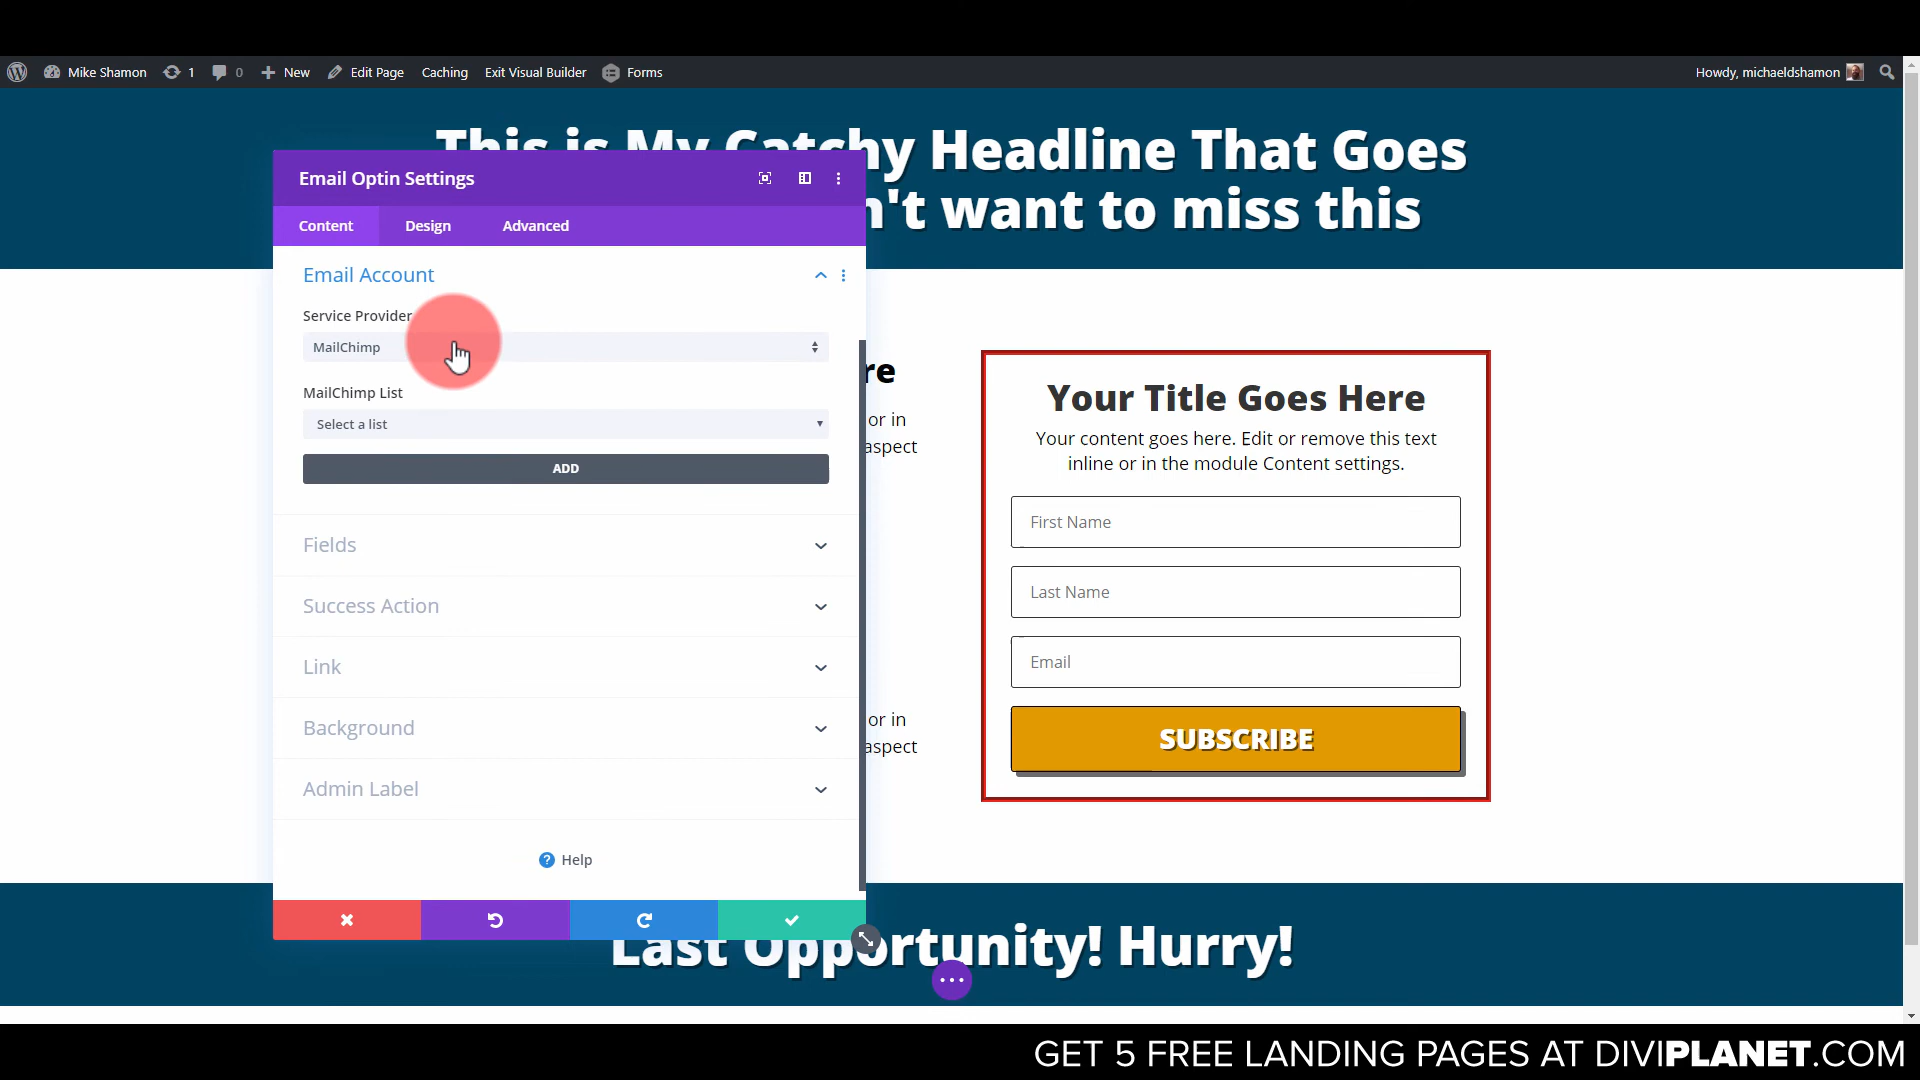 Mike Shamon
1
0
New
Edit Page
Caching
Exit Visual Builder
Forms
Howdy, michaeldshamon
This is My Catchy Headline That Goes
n't want to miss this
Email Optin Settings
Content
Design
Advanced
Email Account
Service Provider
MailChimp
MailChimp List
Select a list
ADD
Fields
Success Action
Link
Background
Admin Label
? Help
re
or in
aspect
or in
aspect
Your Title Goes Here
Your content goes here. Edit or remove this text
inline or in the module Content settings.
First Name
Last Name
Email
SUBSCRIBE
Last Opportunity! Hurry!
GET 5 FREE LANDING PAGES AT DIVIPLANET.COM